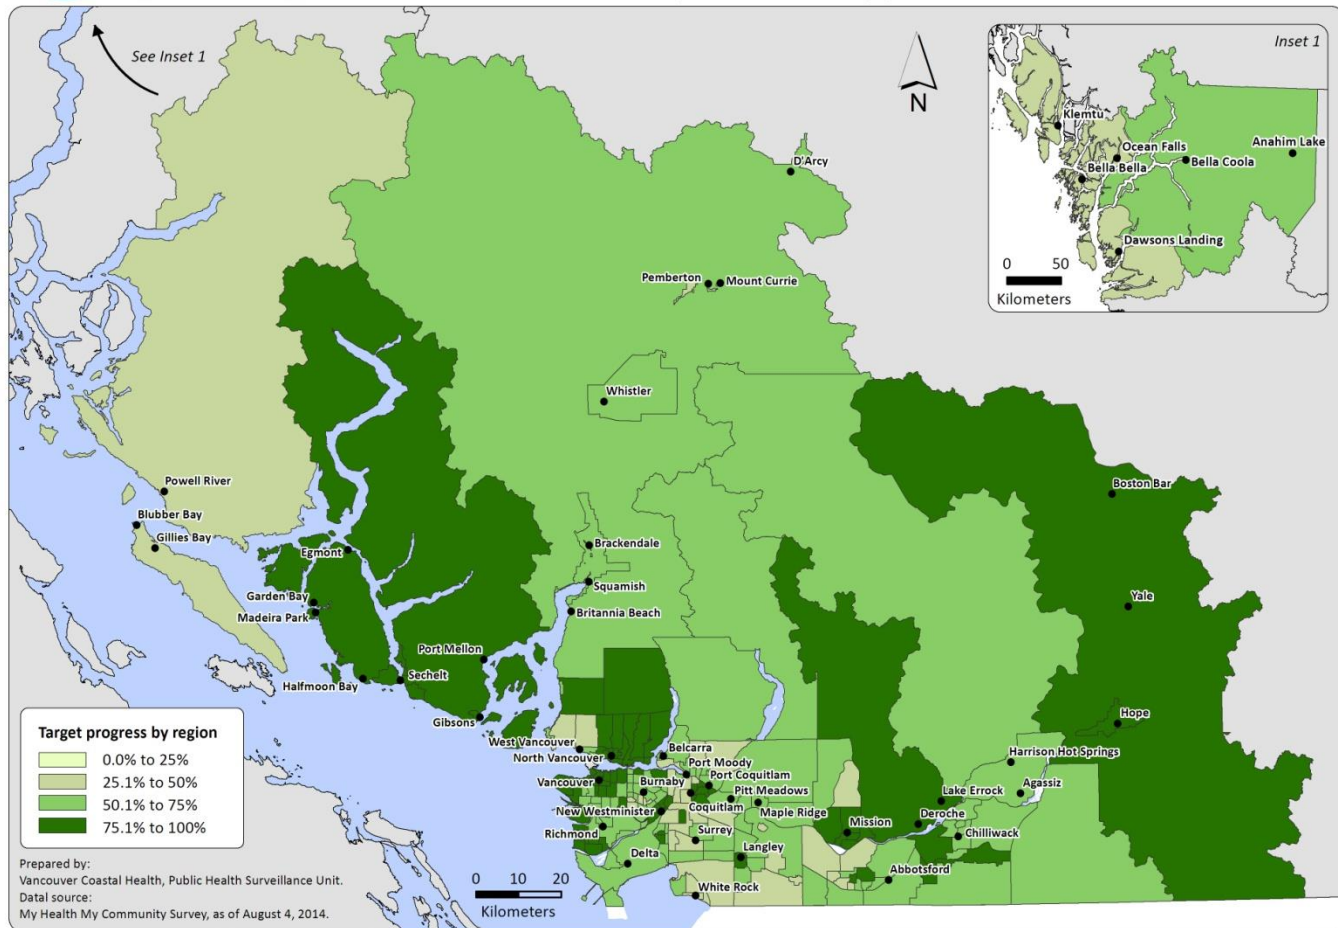 See Inset 1
N
Inset 1
Klemtu
Ocean Falls
Anahim Lake
Bella Coola
Bella Bella
Dawsons Landing
0 50
Kilometers
D'Arcy
Pemberton
Mount Currie
Whistler
Powell River
Boston Bar
Blubber Bay
Gillies Bay
Brackendale
Egmont
Squamish
Garden Bay
Madeira Park
Britannia Beach
Yale
Port Mellon
Halfmoon Bay
Sechelt
Gibsons
Hope
West Vancouver
North Vancouver
Belcarra
Harrison Hot Springs
Port Moody
Vancouver
Burnaby
Port Coquitlam
Pitt Meadows
Lake Errock
Agassiz
New Westminister
Coquitlam
Maple Ridge
Mission
Deroche
Richmond
Surrey
Chilliwack
Delta
Langley
Abbotsford
White Rock
0 10 20
Kilometers
Target progress by region
0.0% to 25%
25.1% to 50%
50.1% to 75%
75.1% to 100%
Prepared by:
Vancouver Coastal Health, Public Health Surveillance Unit.
Datal source:
My Health My Community Survey, as of August 4, 2014.